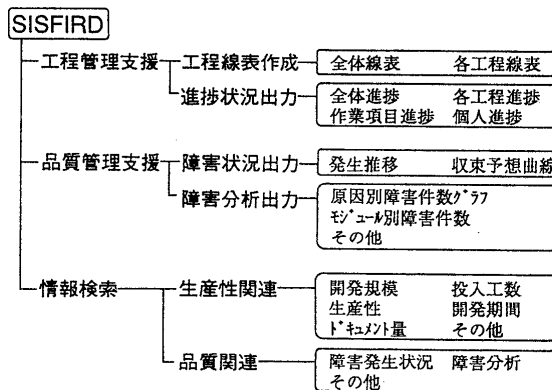 SISFIRD
工程管理支援 工程線表作成 全体線表 各工程線表
進捗状況出力 全体進捗 各工程進捗
作業項目進捗 個人進捗
品質管理支援 障害状況出力 発生推移 収束予想曲線
障害分析出力 原因別障害件数ｸﾞﾗﾌ
ﾓｼﾞｭｰﾙ別障害件数
その他
情報検索 生産性関連 開発規模 投入工数
生産性 開発期間
ﾄﾞｷｭﾒﾝﾄ量 その他
品質関連 障害発生状況 障害分析
その他